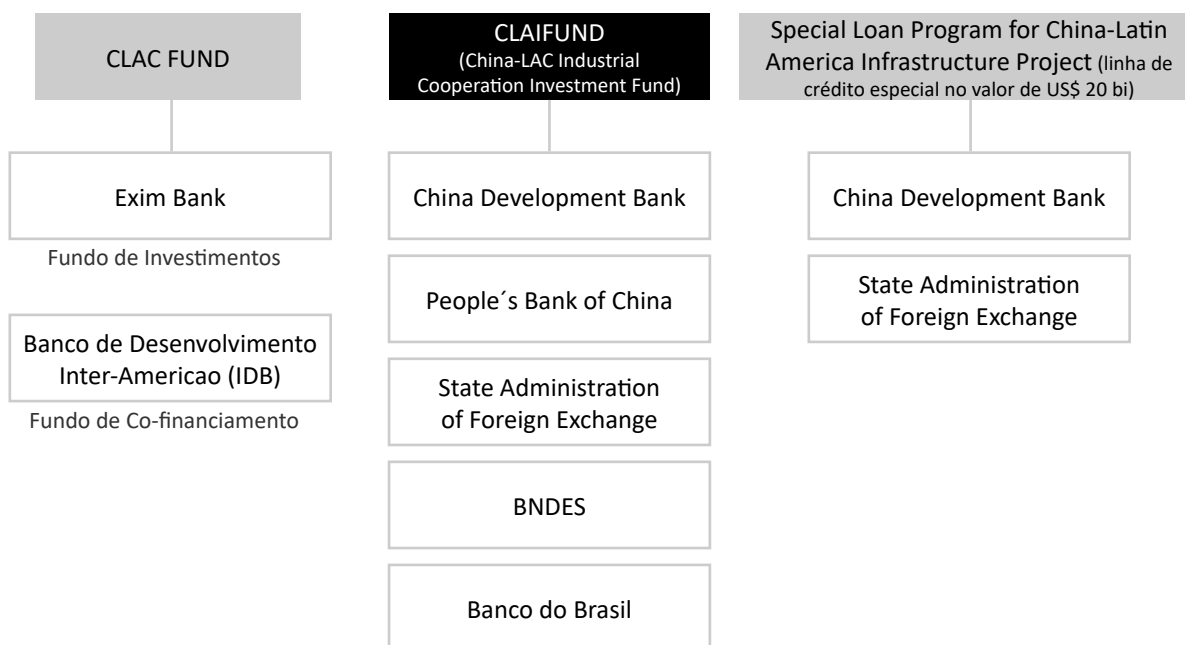 CLAC FUND
Exim Bank
Fundo de Investimentos
Banco de Desenvolvimento
Inter-Americao (IDB)
Fundo de Co-financiamento
CLAIFUND
(China-LAC Industrial
Cooperation Investment Fund)
China Development Bank
People´s Bank of China
State Administration
of Foreign Exchange
BNDES
Banco do Brasil
Special Loan Program for China-Latin
America Infrastructure Project (linha de
crédito especial no valor de US$ 20 bi)
China Development Bank
State Administration
of Foreign Exchange